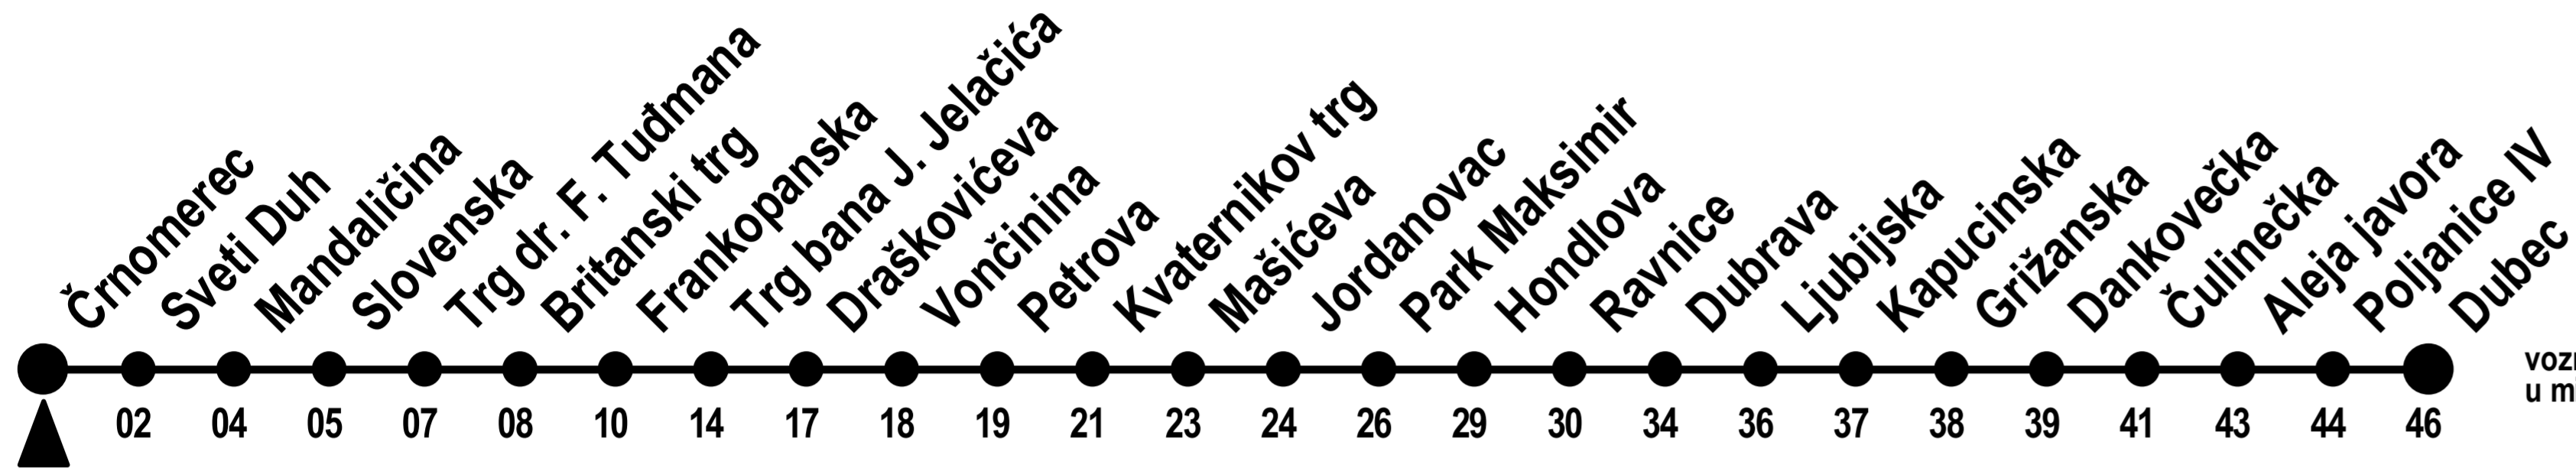 Črnomerec
Sveti Duh
Mandaličina
Slovenska
Trg dr. F. Tuđmana
Britanski trg
Frankopanska
Trg bana J. Jelačića
Draškovićeva
Vončinina
Petrova
Kvaternikov trg
Mašićeva
Jordanovac
Park Maksimir
Hondlova
Ravnice
Dubrava
Ljubijska
Kapucinska
Grižanska
Dankovečka
Čulinečka
Aleja javora
Poljanice IV
Dubec
02 04 05 07 08 10 14 17 18 19 21 23 24 26 29 30 34 36 37 38 39 41 43 44 46
u m